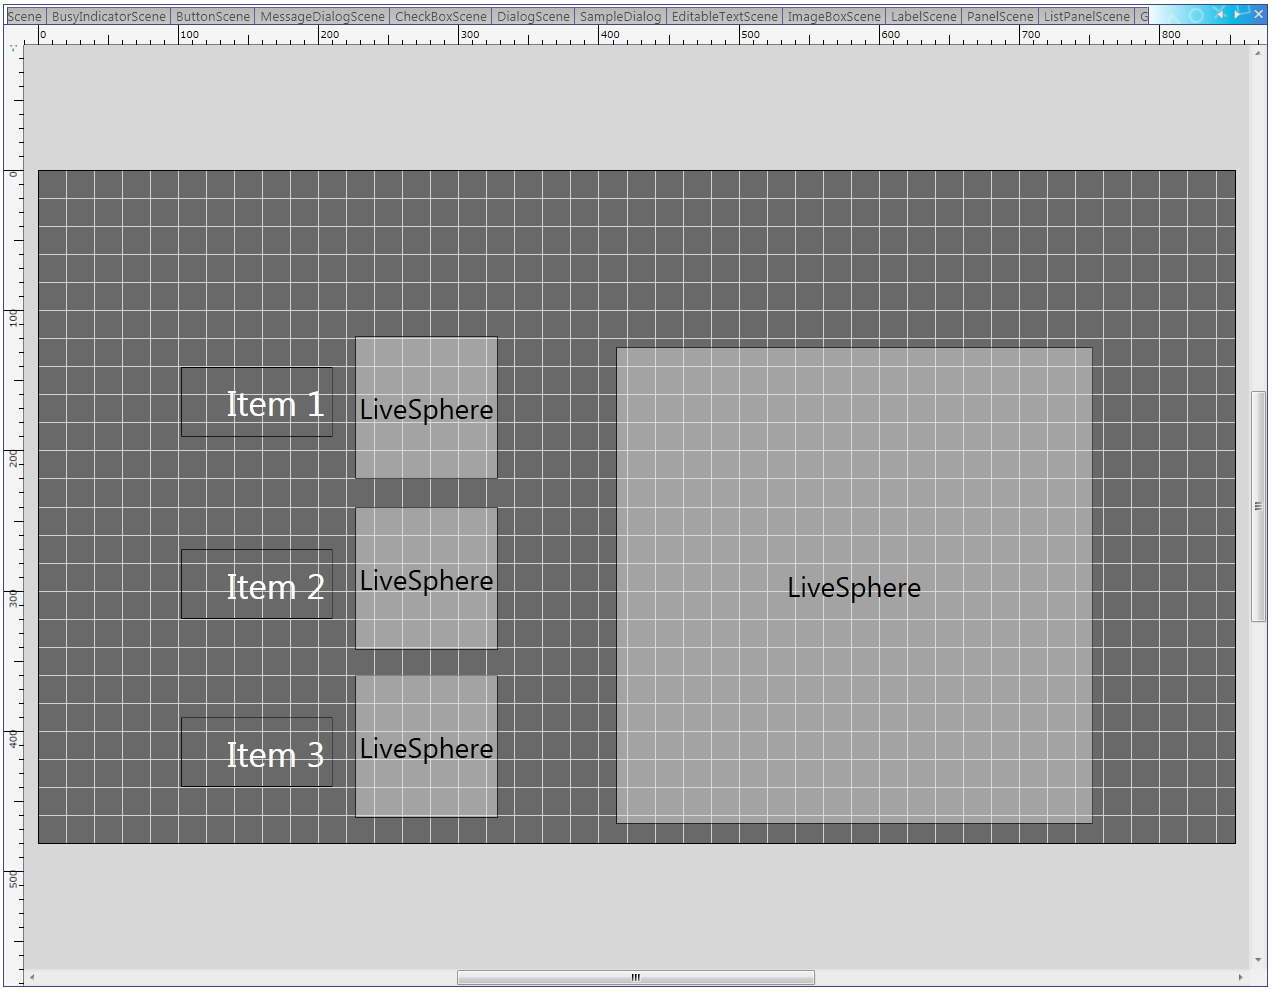 Scene BusyIndicatorScene ButtonScene MessageDialogScene CheckBoxScene DialogScene SampleDialog EditableTextScene ImageBoxScene LabelScene PanelScene ListPanelScene G
0 100 200 300 400 500 600 700 800
0
100
Item 1 LiveSphere
200
Item 2 LiveSphere LiveSphere
300
Item 3 LiveSphere
400
500